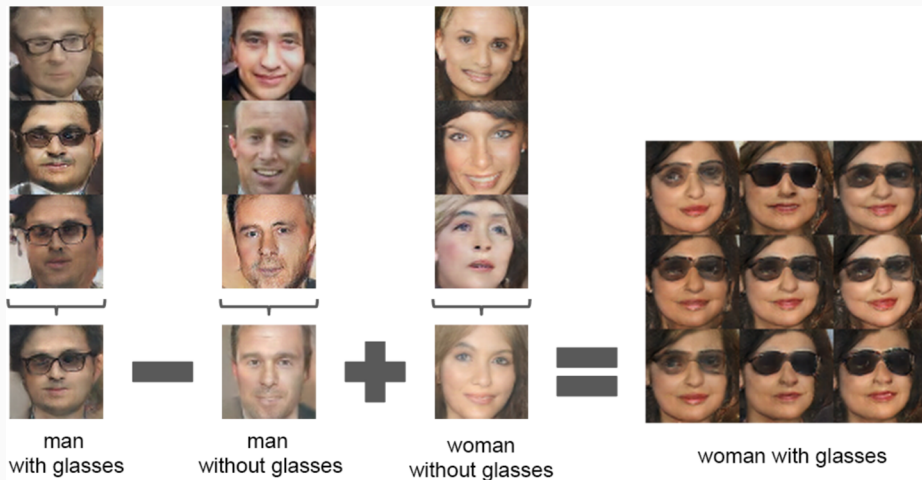 man
with glasses
man
without glasses
woman
without glasses
woman with glasses